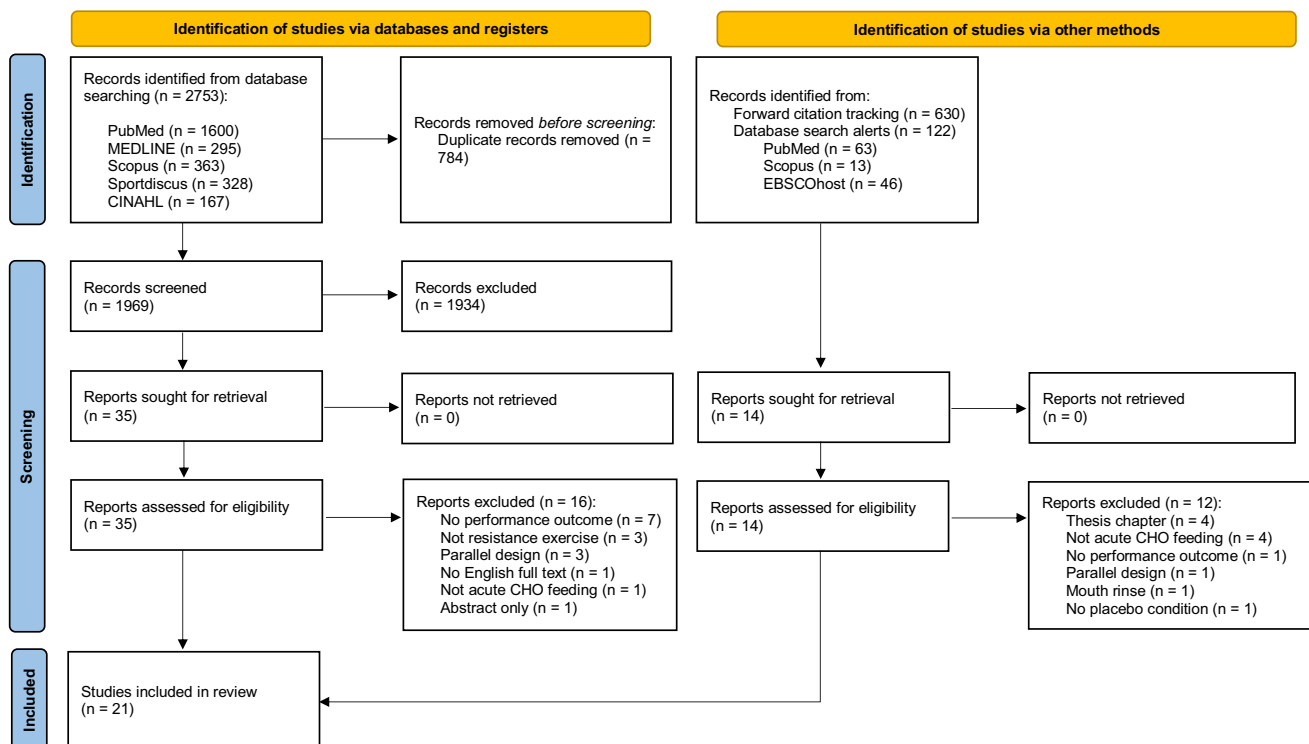 Identification of studies via databases and registers
Identification of studies via other methods
Identification
Records identified from database
searching (n = 2753):
PubMed (n = 1600)
MEDLINE (n = 295)
Scopus (n = 363)
Sportdiscus (n = 328)
CINAHL (n = 167)
Records removed before screening:
Duplicate records removed (n =
784)
Records identified from:
Forward citation tracking (n = 630)
Database search alerts (n = 122)
PubMed (n = 63)
Scopus (n = 13)
EBSCOhost (n = 46)
Screening
Records screened
(n = 1969)
Records excluded
(n = 1934)
Reports sought for retrieval
(n = 35)
Reports not retrieved
(n = 0)
Reports sought for retrieval
(n = 14)
Reports not retrieved
(n = 0)
Reports assessed for eligibility
(n = 35)
Reports excluded (n = 16):
No performance outcome (n = 7)
Not resistance exercise (n = 3)
Parallel design (n = 3)
No English full text (n = 1)
Not acute CHO feeding (n = 1)
Abstract only (n = 1)
Reports assessed for eligibility
(n = 14)
Reports excluded (n = 12):
Thesis chapter (n = 4)
Not acute CHO feeding (n = 4)
No performance outcome (n = 1)
Parallel design (n = 1)
Mouth rinse (n = 1)
No placebo condition (n = 1)
Included
Studies included in review
(n = 21)